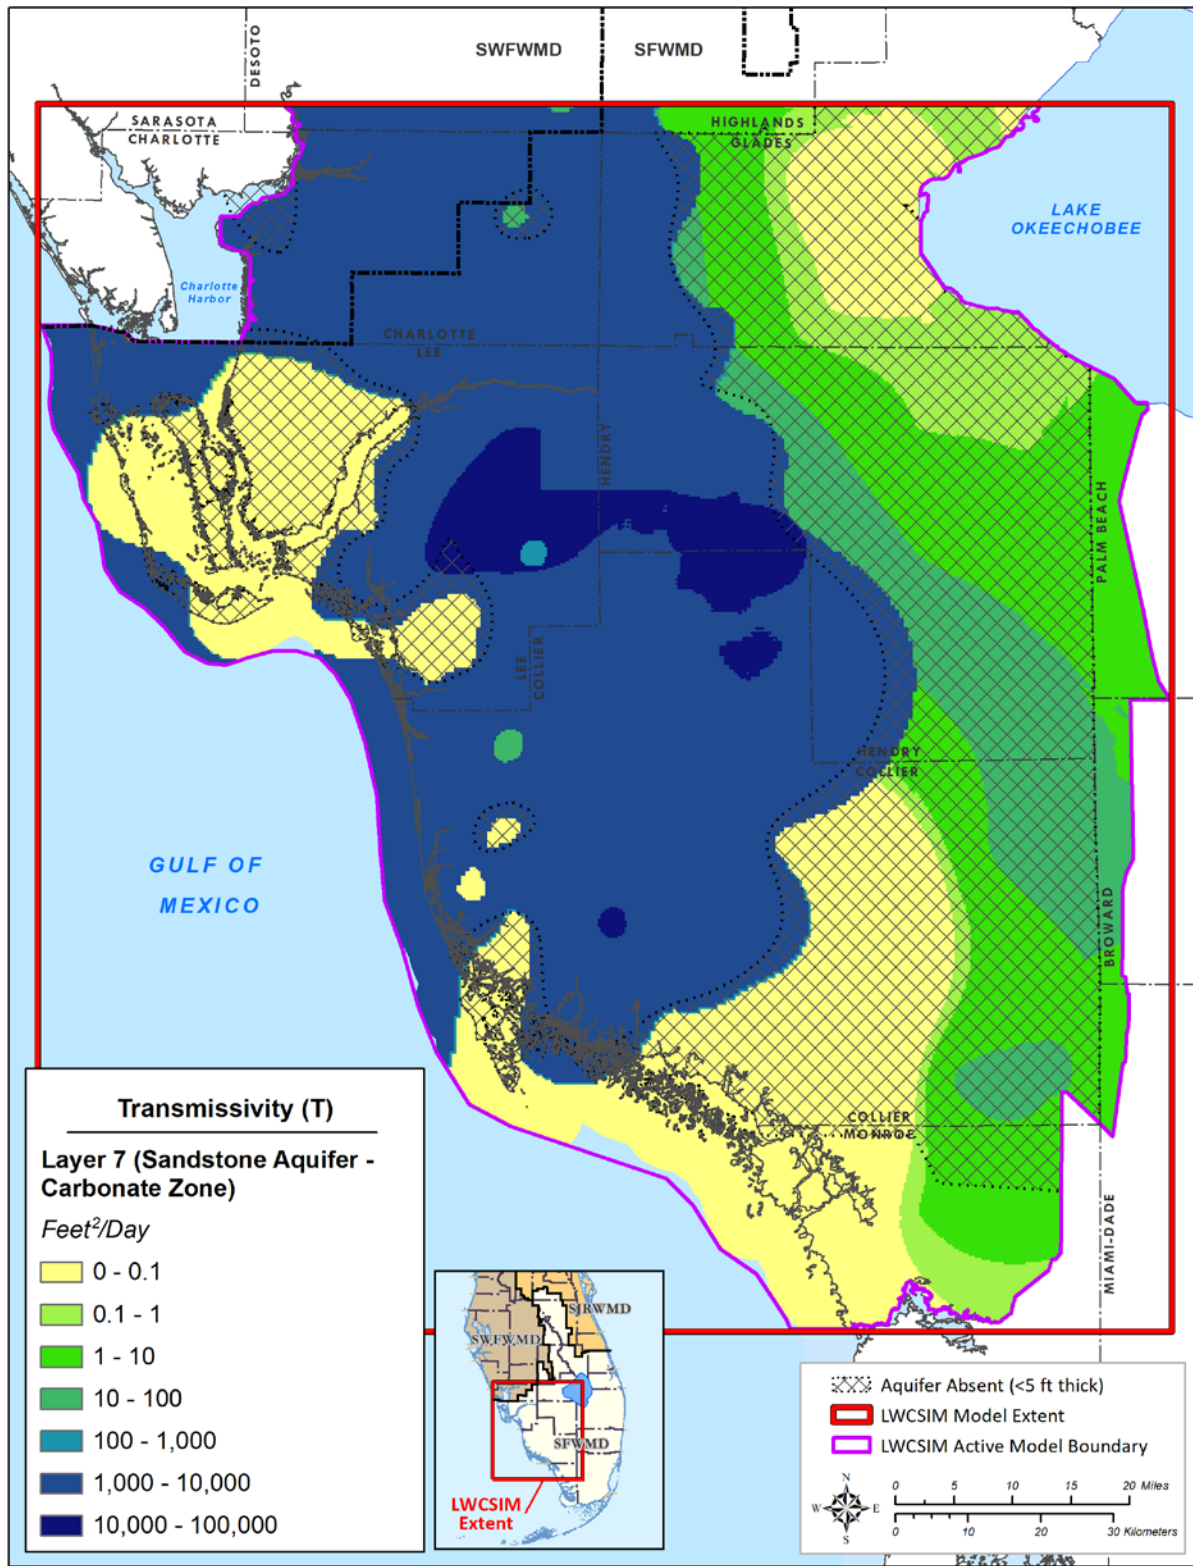 SWFWMD
SFWMD
DESOTO
SARASOTA
CHARLOTTE
HIGHLANDS
GLADES
LAKE
OKEECHOBEE
Charlotte
Harbor
CHARLOTTE
LEE
HENDRY
PALM BEACH
LEE
COLLIER
HENDRY
COLLIER
GULF OF
MEXICO
BROWARD
COLLIER
MONROE
MIAMI-DADE
Transmissivity (T)
Layer 7 (Sandstone Aquifer -
Carbonate Zone)
Feet²/Day
0 - 0.1
0.1 - 1
1 - 10
10 - 100
100 - 1,000
1,000 - 10,000
10,000 - 100,000
SJRWMD
SWFWMD
SFWMD
LWCSIM
Extent
Aquifer Absent (<5 ft thick)
LWCSIM Model Extent
LWCSIM Active Model Boundary
N
W E
S
0 5 10 15 20 Miles
0 10 20 30 Kilometers